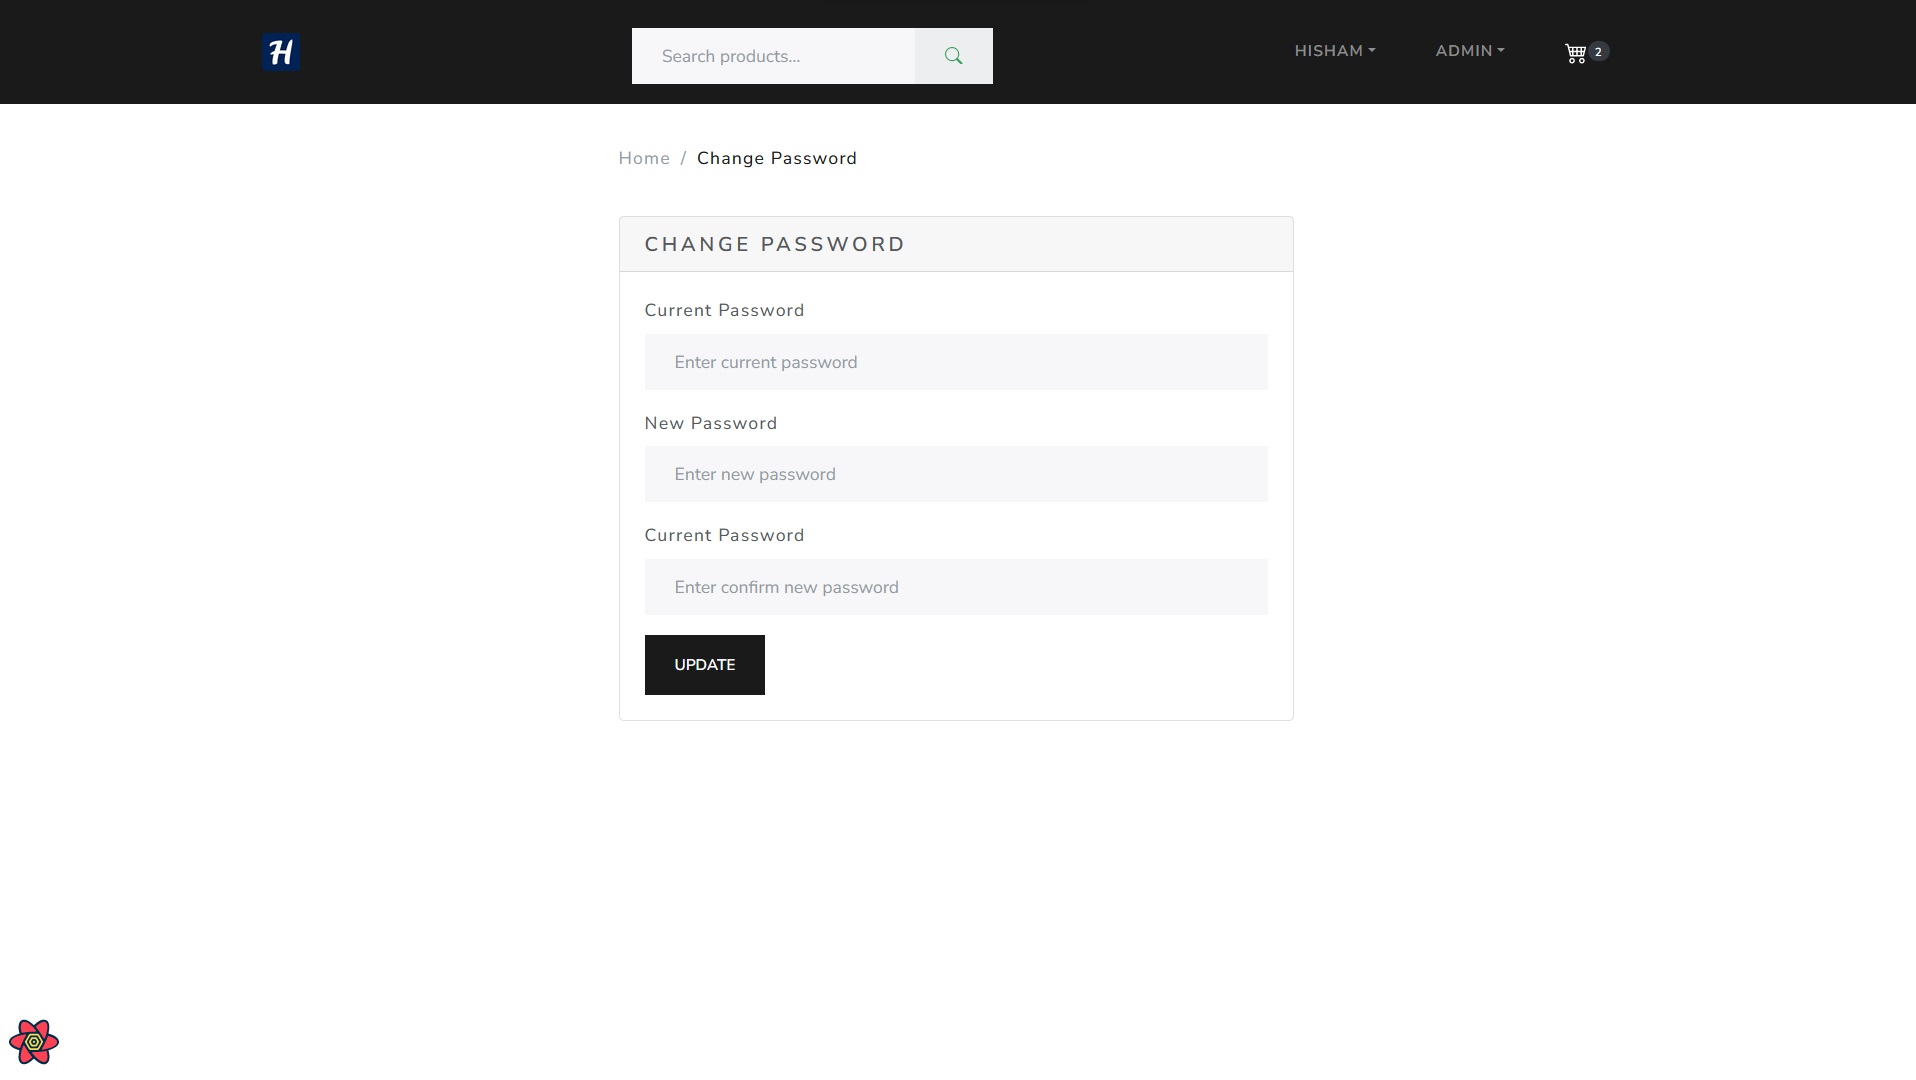 H
Search products...
HISHAM
ADMIN
2
Home / Change Password
CHANGE PASSWORD
Current Password
Enter current password
New Password
Enter new password
Current Password
Enter confirm new password
UPDATE